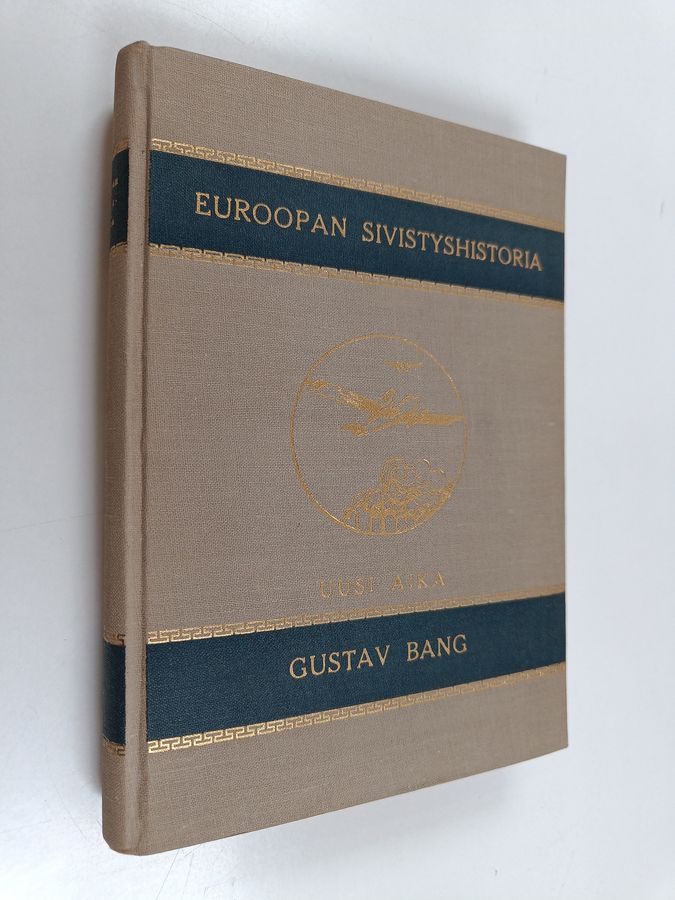 EUROOPAN SIVISTYSHISTORIA
UUSI AIKA
GUSTAV BANG